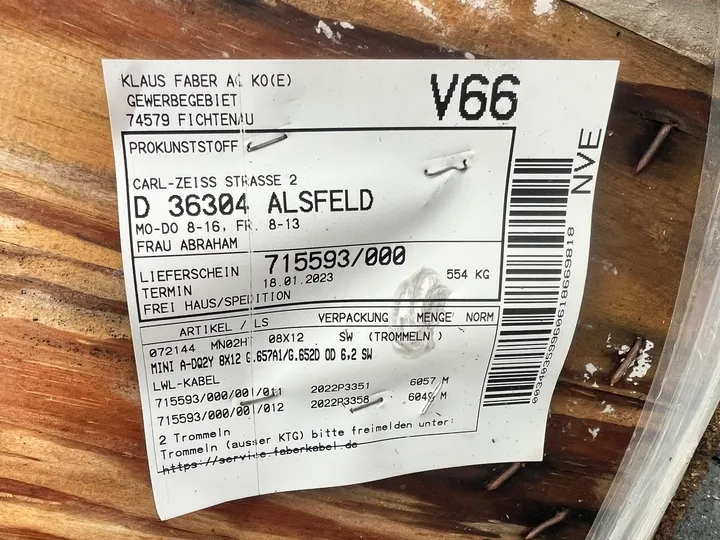 KLAUS FABER AG KO(E)
GEWERBEGEBIET
74579 FICHTENAU
V66
PROKUNSTSTOFF
CARL-ZEISS STRASSE 2
D 36304 ALSFELD
MO-DO 8-16, FR. 8-13
FRAU ABRAHAM
LIEFERSCHEIN 715593/000 554 KG
TERMIN 18.01.2023
FREI HAUS/SPEDITION
ARTIKEL / LS VERPACKUNG MENGE NORM
072144 08X12 SW (TROMMELN )
MINI A-DQ2Y 8X12 G.657A1/G.652D OD 6,2 SW
LWL-KABEL
715593/000/001/011 2022P3351 6057 M
715593/000/001/012 2022P3358 M
2 Trommeln
Trommeln (ausser KTG) bitte freimelden unter:
https://service.faberkabel.de
NVE